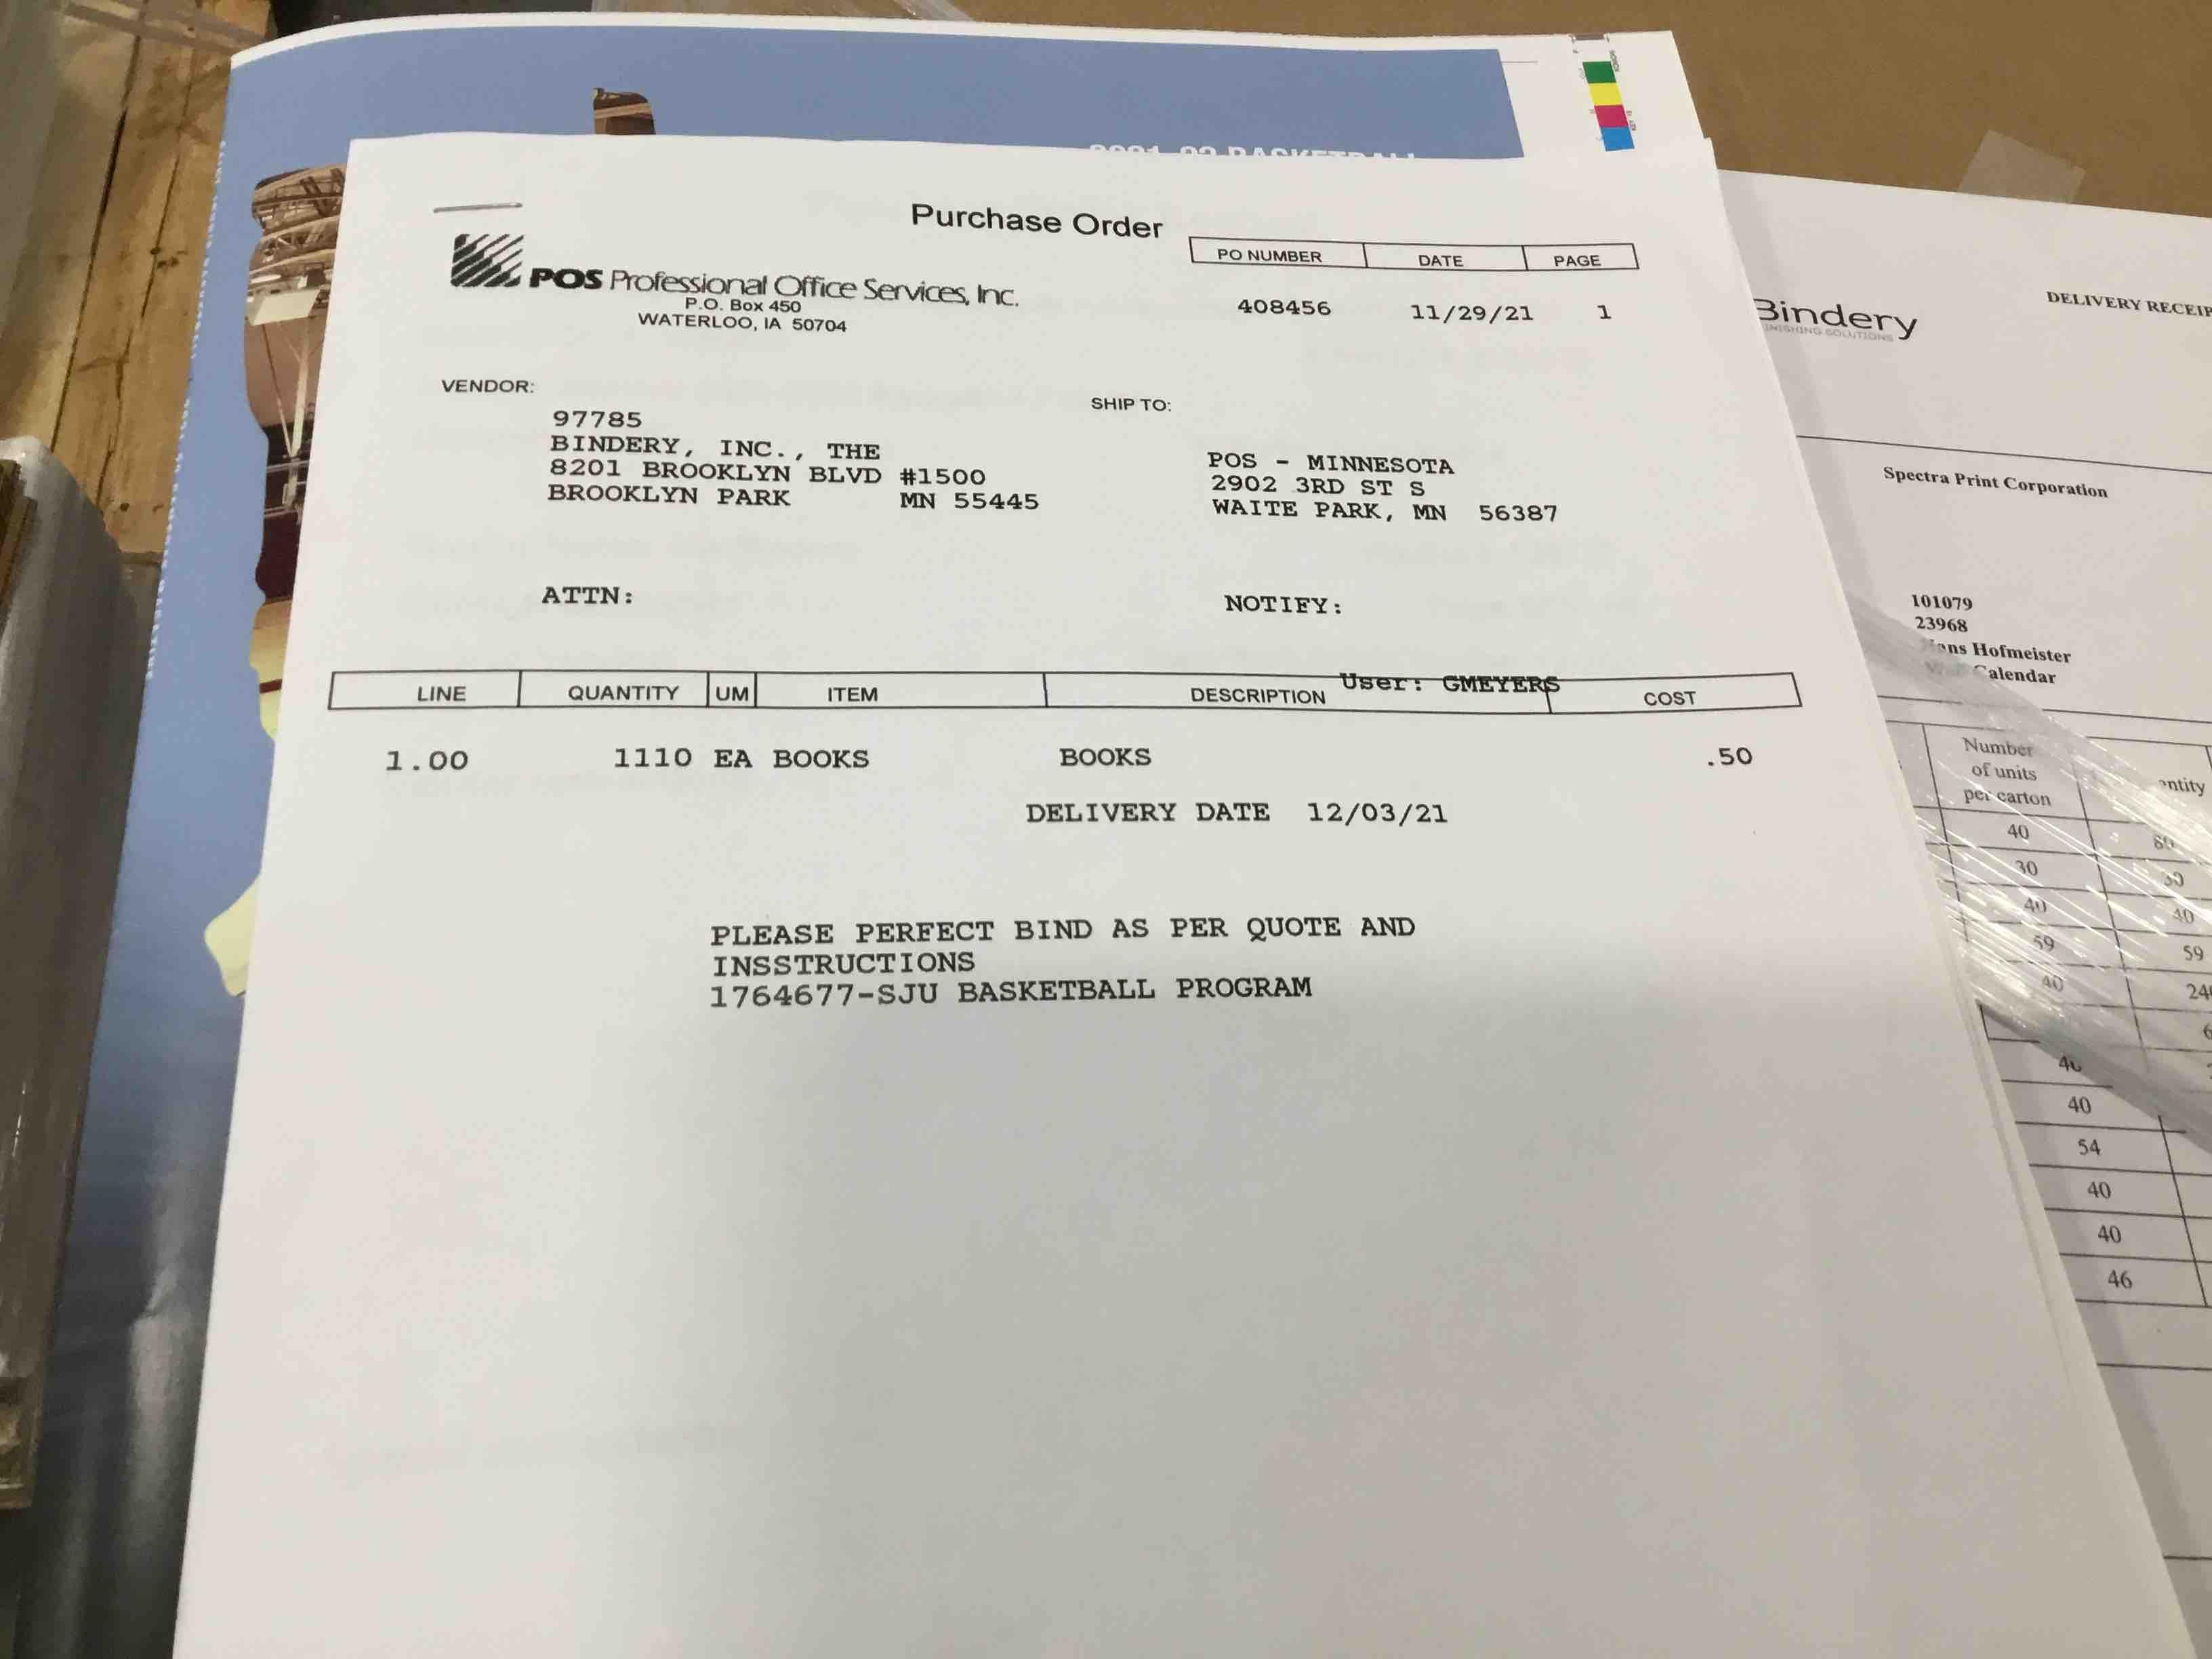 Purchase Order
PO NUMBER DATE PAGE
408456 11/29/21 1
POS Professional Office Services, Inc.
P.O. Box 450
WATERLOO, IA 50704
VENDOR:
97785
BINDERY, INC., THE
8201 BROOKLYN BLVD #1500
BROOKLYN PARK MN 55445
SHIP TO:
POS - MINNESOTA
2902 3RD ST S
WAITE PARK, MN 56387
ATTN:
NOTIFY:
User: GMEYERS
LINE QUANTITY UM ITEM DESCRIPTION COST
1.00 1110 EA BOOKS BOOKS .50
DELIVERY DATE 12/03/21
PLEASE PERFECT BIND AS PER QUOTE AND
INSSTRUCTIONS
1764677-SJU BASKETBALL PROGRAM
Bindery
DELIVERY
Spectra Print Corporation
101079
23968
Hofmeister
Calendar
Number
of units
per carton
40
30
40
59 59
40
40
54
40
40
46